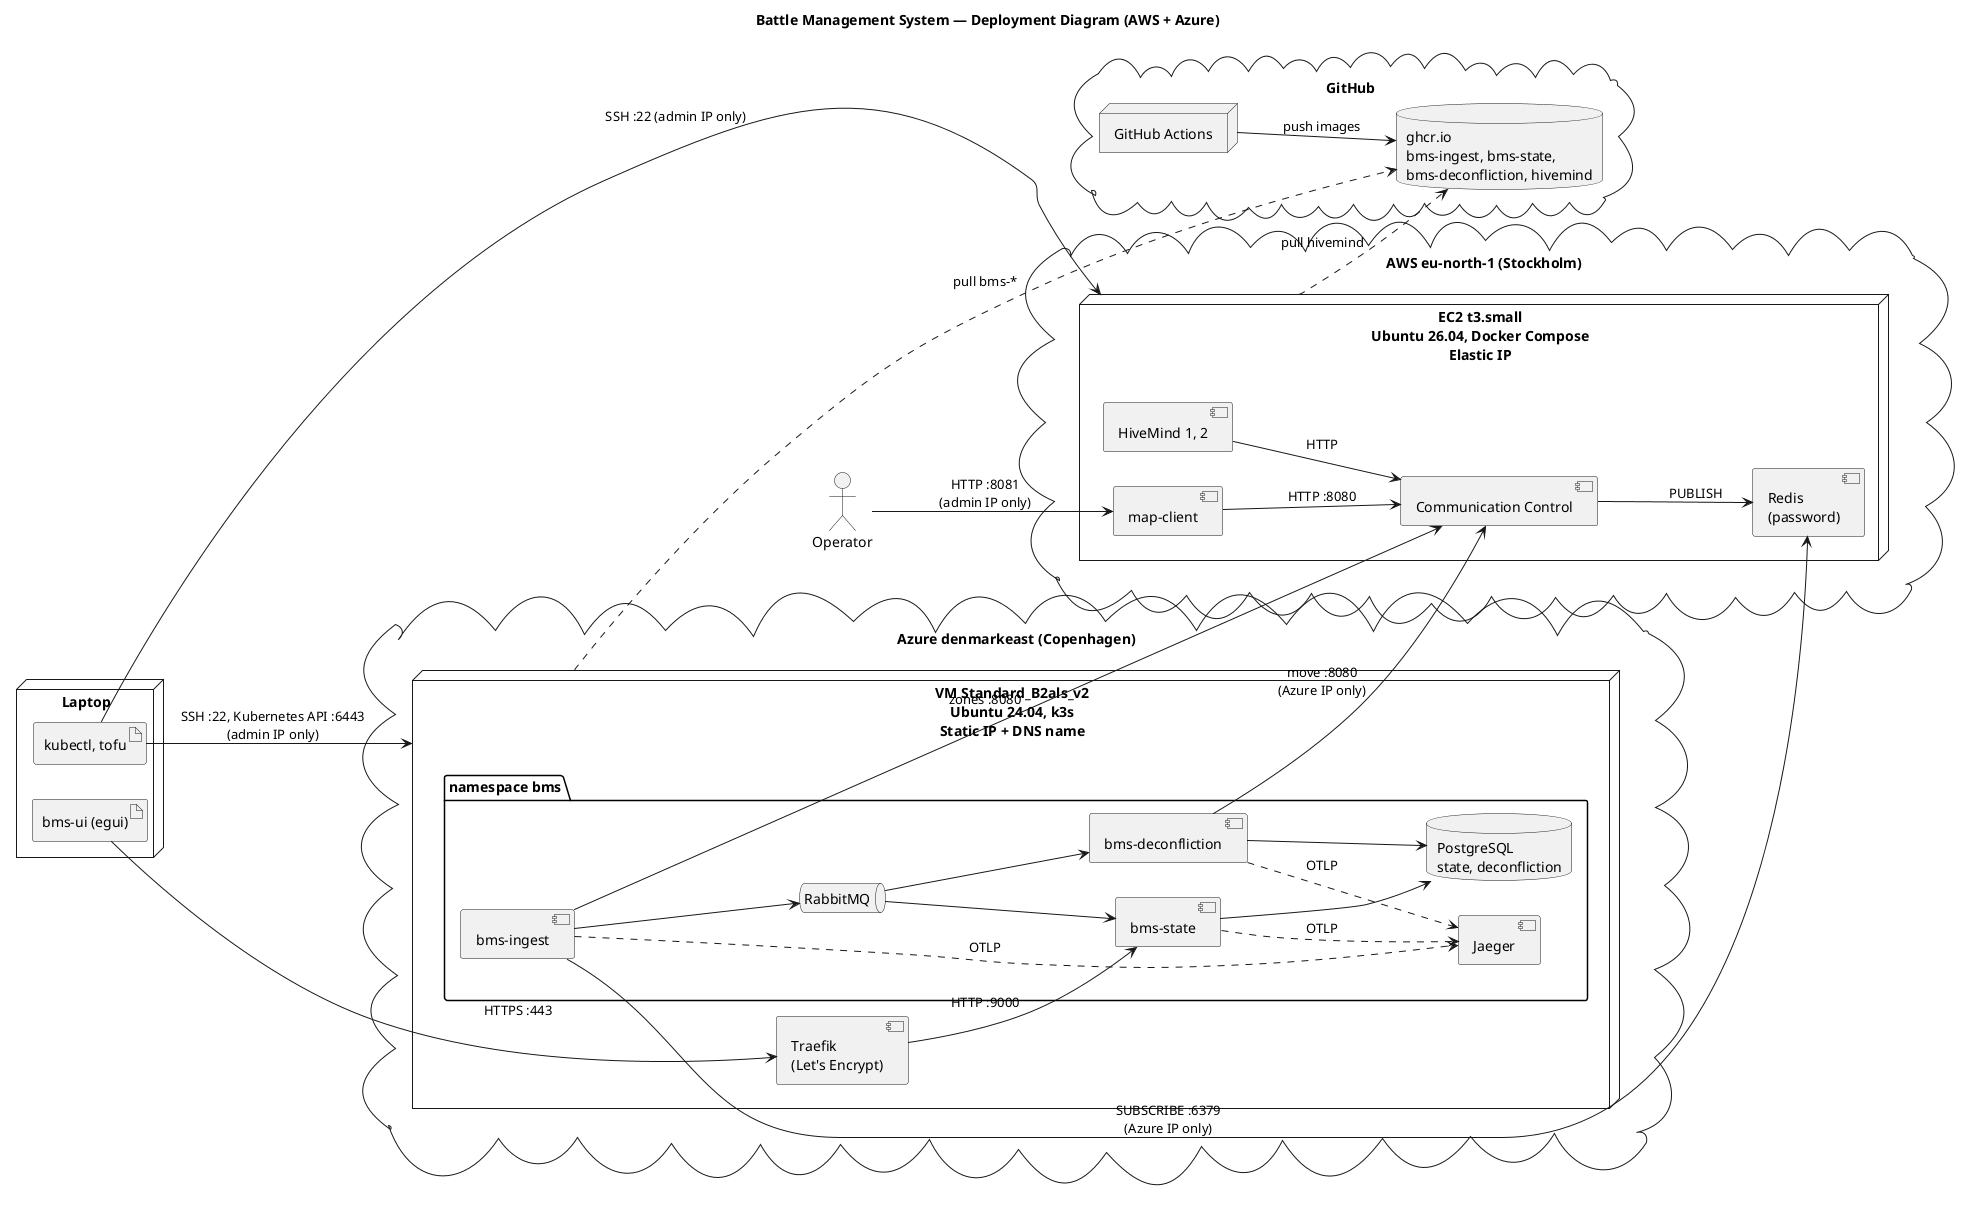 Battle Management System — Deployment Diagram (AWS + Azure)
GitHub
GitHub Actions
push images
ghcr.io
bms-ingest, bms-state,
bms-deconfliction, hivemind
SSH :22 (admin IP only)
pull bms-*
pull hivemind
AWS eu-north-1 (Stockholm)
EC2 t3.small
Ubuntu 26.04, Docker Compose
Elastic IP
HiveMind 1, 2
HTTP
Operator
HTTP :8081
(admin IP only)
map-client
HTTP :8080
Communication Control
PUBLISH
Redis
(password)
Azure denmarkeast (Copenhagen)
Laptop
kubectl, tofu
bms-ui (egui)
SSH :22, Kubernetes API :6443
(admin IP only)
VM Standard_B2als_v2
Ubuntu 24.04, k3s
Static IP + DNS name
zones :8080
move :8080
(Azure IP only)
namespace bms
bms-ingest
RabbitMQ
bms-deconfliction
bms-state
PostgreSQL
state, deconfliction
OTLP
OTLP
OTLP
Jaeger
HTTPS :443
HTTP :9000
Traefik
(Let's Encrypt)
SUBSCRIBE :6379
(Azure IP only)